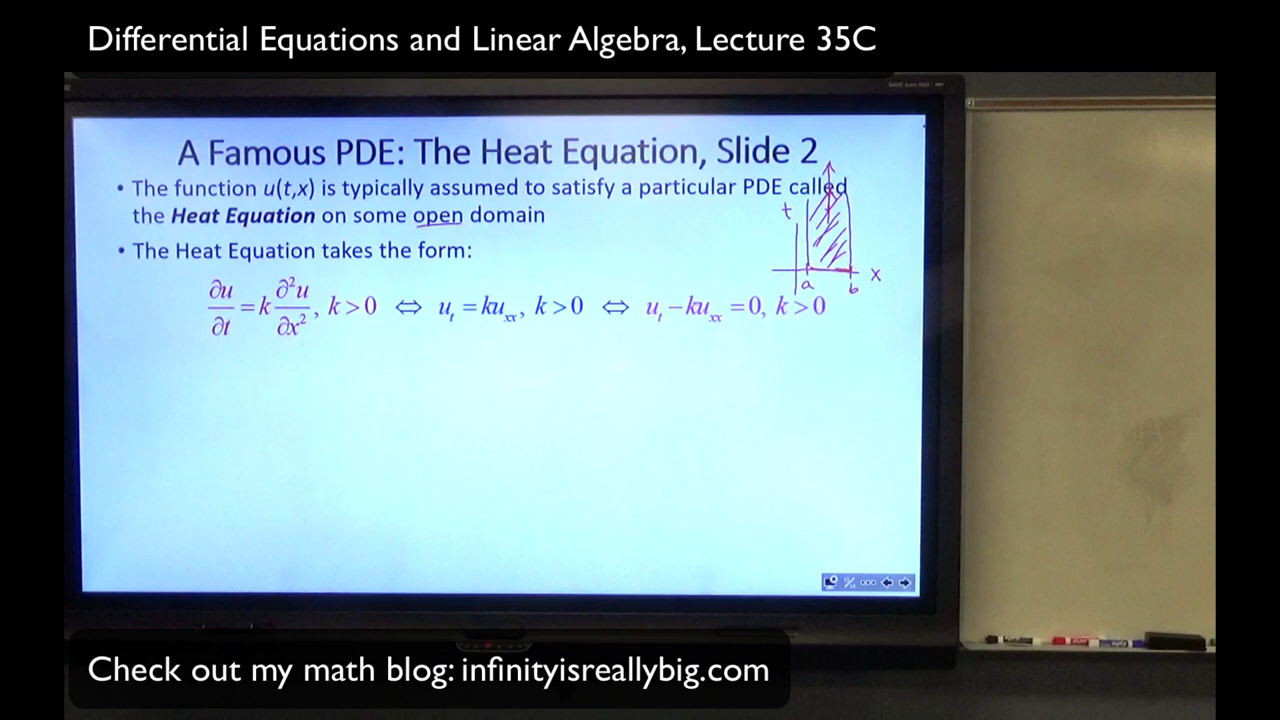 Differential Equations and Linear Algebra, Lecture 35C
A Famous PDE: The Heat Equation, Slide 2
• The function u(t,x) is typically assumed to satisfy a particular PDE called
the Heat Equation on some open domain
• The Heat Equation takes the form:
∂u/∂t = k ∂²u/∂x², k > 0 ⇔ u_t = ku_xx, k > 0 ⇔ u_t − ku_xx = 0, k > 0
t
x
a
b
Check out my math blog: infinityisreallybig.com